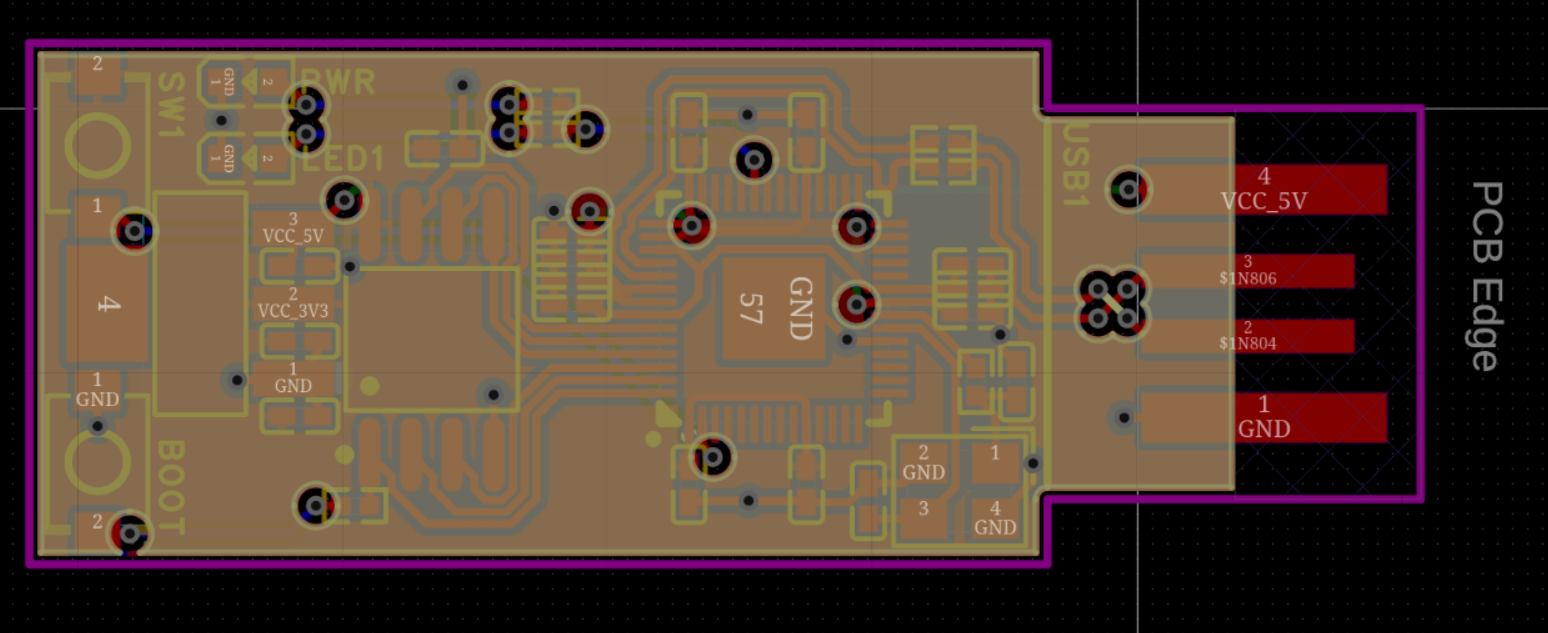 2
SW1
GND
1
2
PWR
GND
1
2
LED1
1
3
VCC_5V
4
2
VCC_3V3
1
GND
1
GND
BOOT
2
57
GND
USB1
4
VCC_5V
3
$1N806
2
$1N804
1
GND
2
GND
1
3
4
GND
PCB Edge